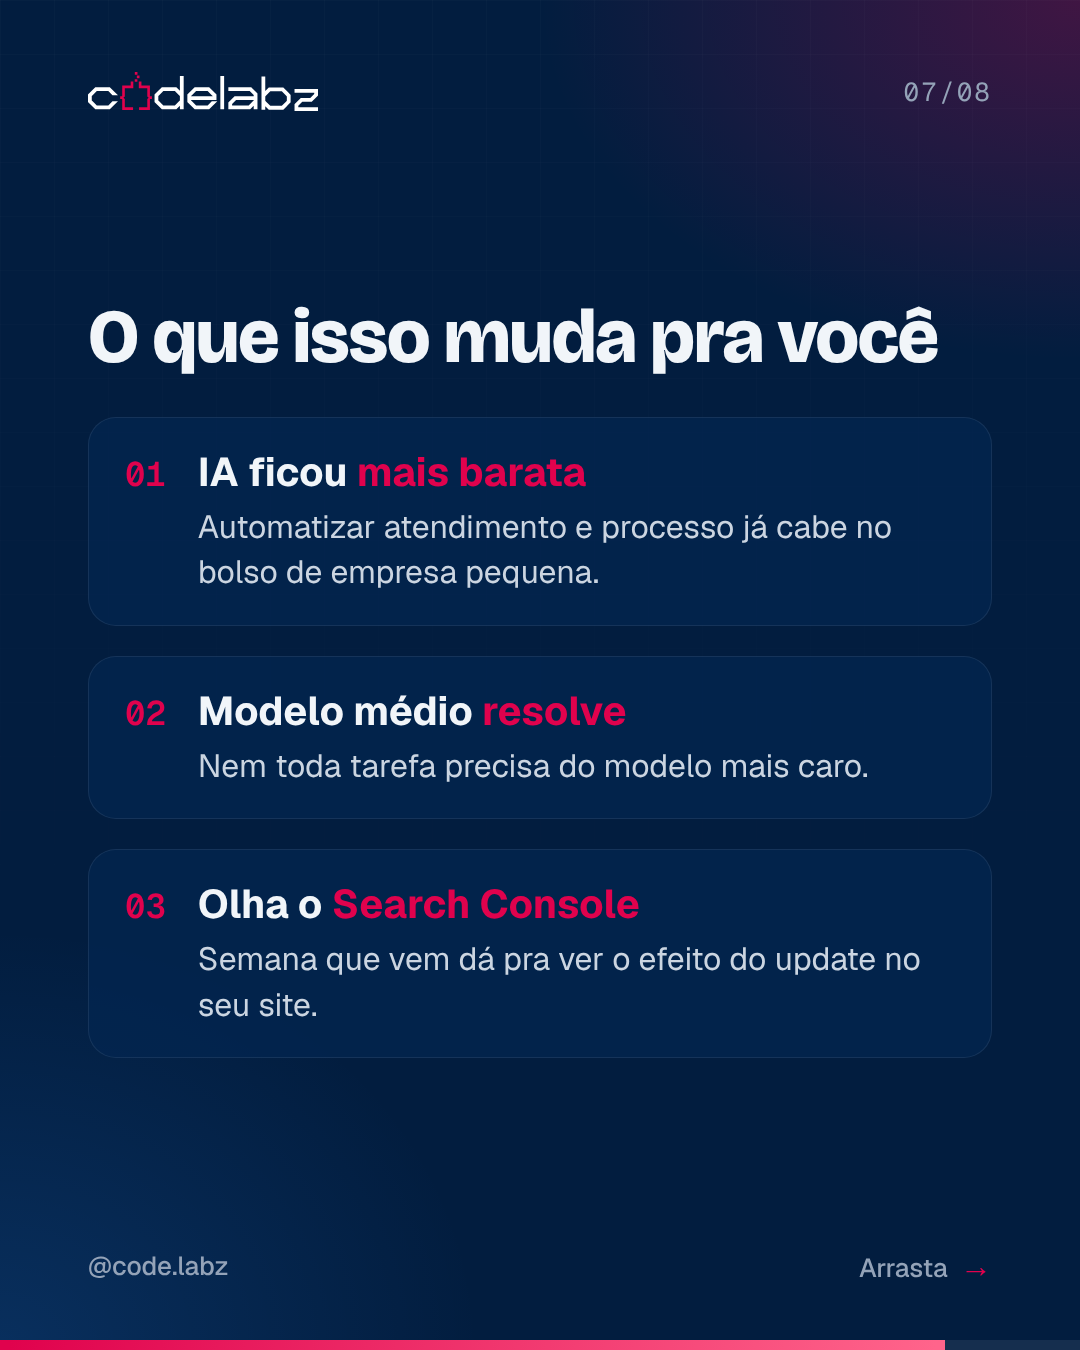 codelabz
07/08
O que isso muda pra você
01 IA ficou mais barata
Automatizar atendimento e processo já cabe no
bolso de empresa pequena.
02 Modelo médio resolve
Nem toda tarefa precisa do modelo mais caro.
03 Olha o Search Console
Semana que vem dá pra ver o efeito do update no
seu site.
@code.labz
Arrasta →